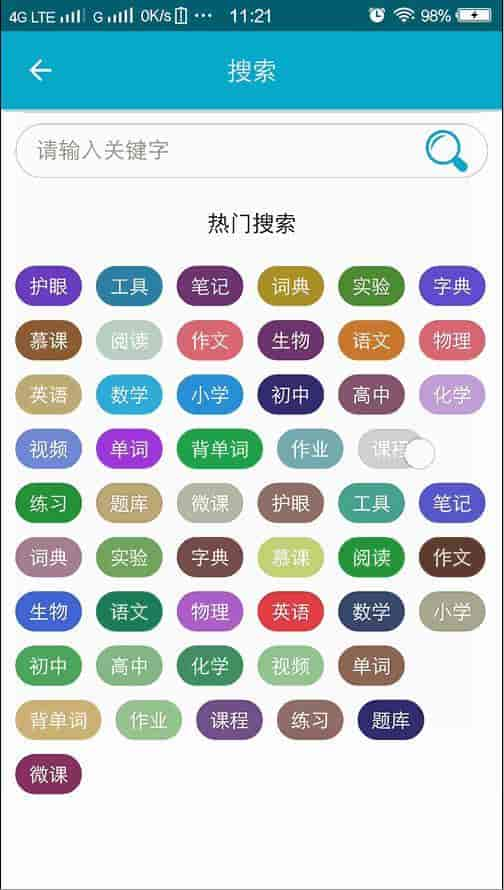 4G LTE G 0K/s 11:21 98%
搜索
请输入关键字
热门搜索
护眼 工具 笔记 词典 实验 字典
慕课 阅读 作文 生物 语文 物理
英语 数学 小学 初中 高中 化学
视频 单词 背单词 作业 课程
练习 题库 微课 护眼 工具 笔记
词典 实验 字典 慕课 阅读 作文
生物 语文 物理 英语 数学 小学
初中 高中 化学 视频 单词
背单词 作业 课程 练习 题库
微课